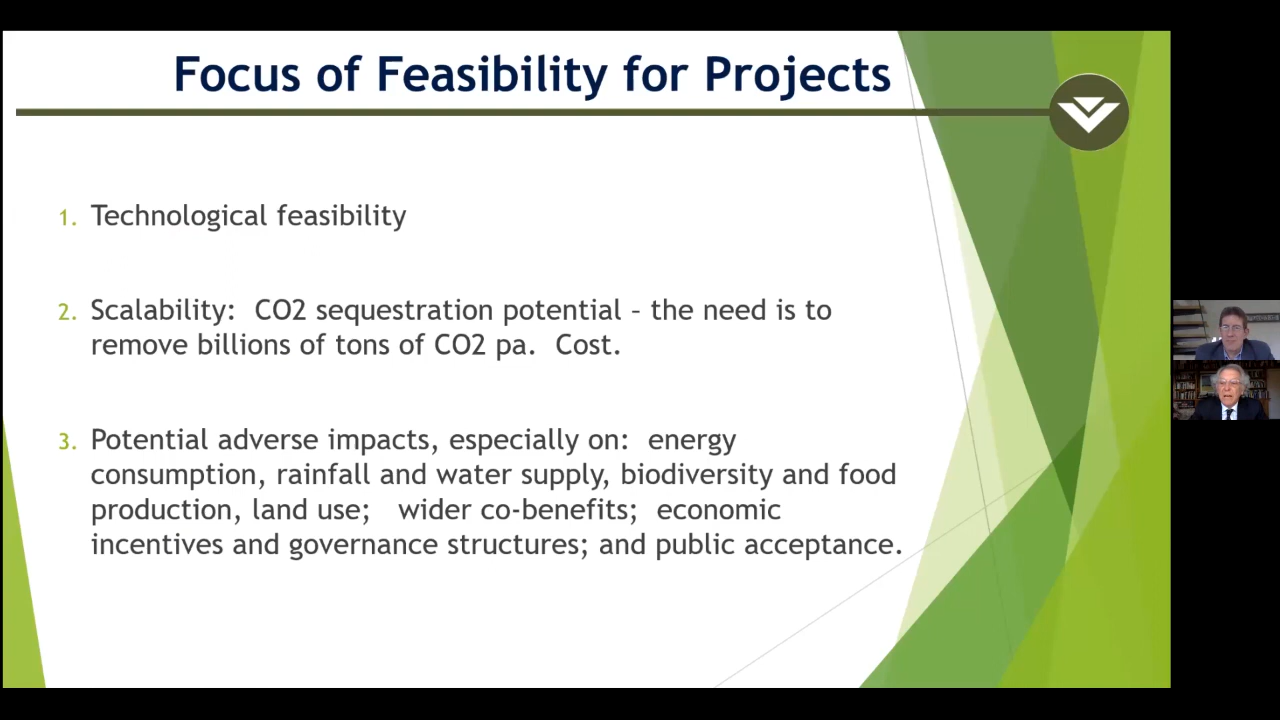 Focus of Feasibility for Projects
1. Technological feasibility
2. Scalability: CO2 sequestration potential – the need is to
remove billions of tons of CO2 pa. Cost.
3. Potential adverse impacts, especially on: energy
consumption, rainfall and water supply, biodiversity and food
production, land use; wider co-benefits; economic
incentives and governance structures; and public acceptance.